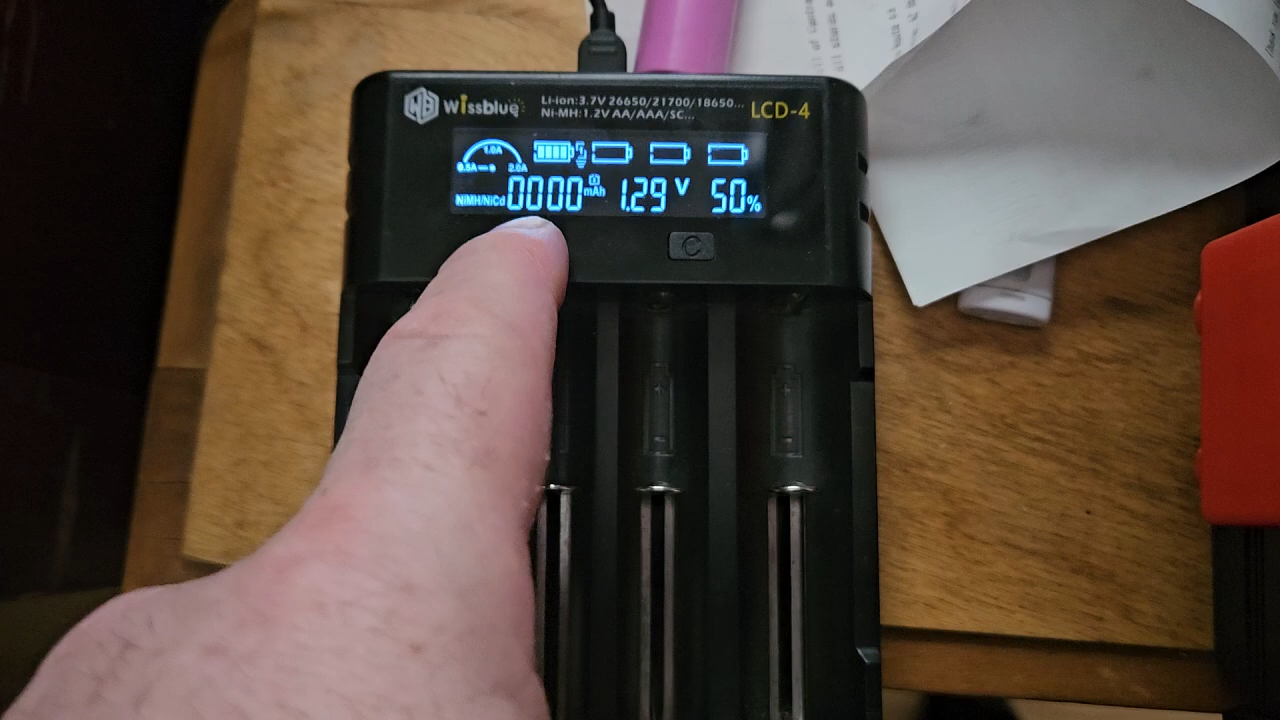 Wissblue
Li-ion:3.7V 26650/21700/18650...
Ni-MH:1.2V AA/AAA/SC...
LCD-4
0.5A 1.0A 2.0A
NiMH/NiCd 0000 mAh 1.29 V 50%
C